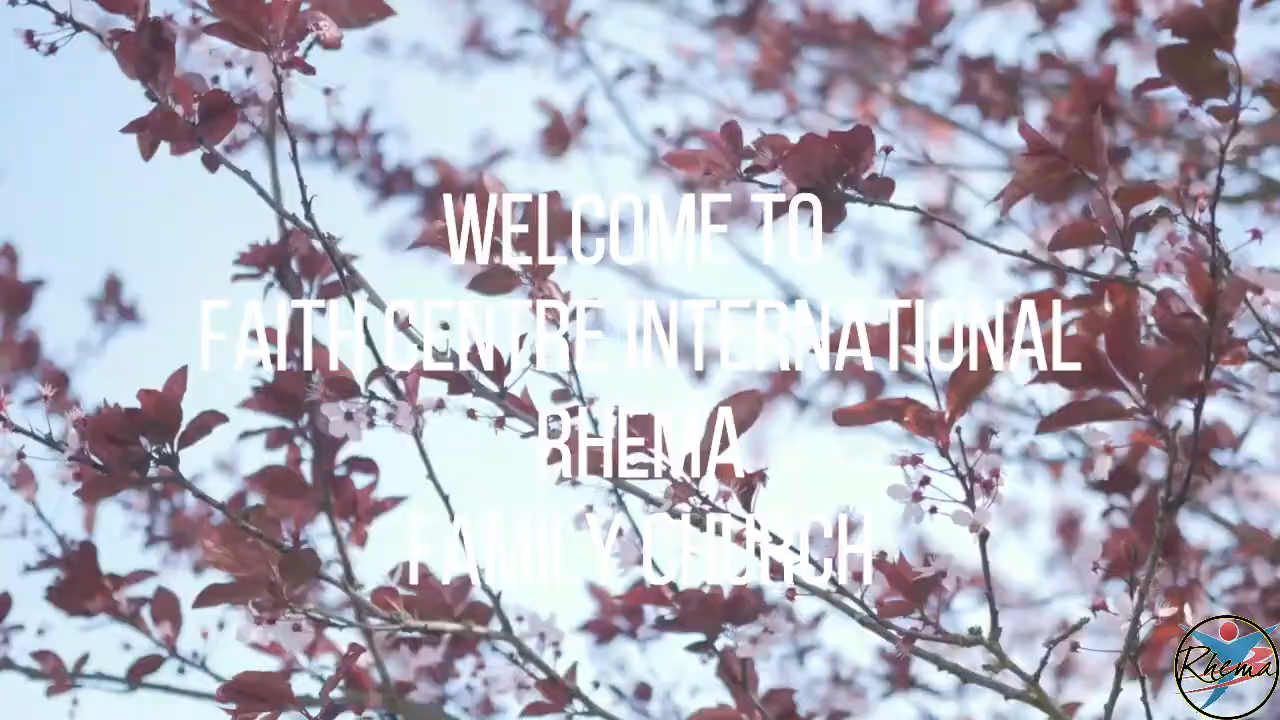 WELCOME TO
FAITH CENTRE INTERNATIONAL
RHEMA
FAMILY CHURCH
Rhema